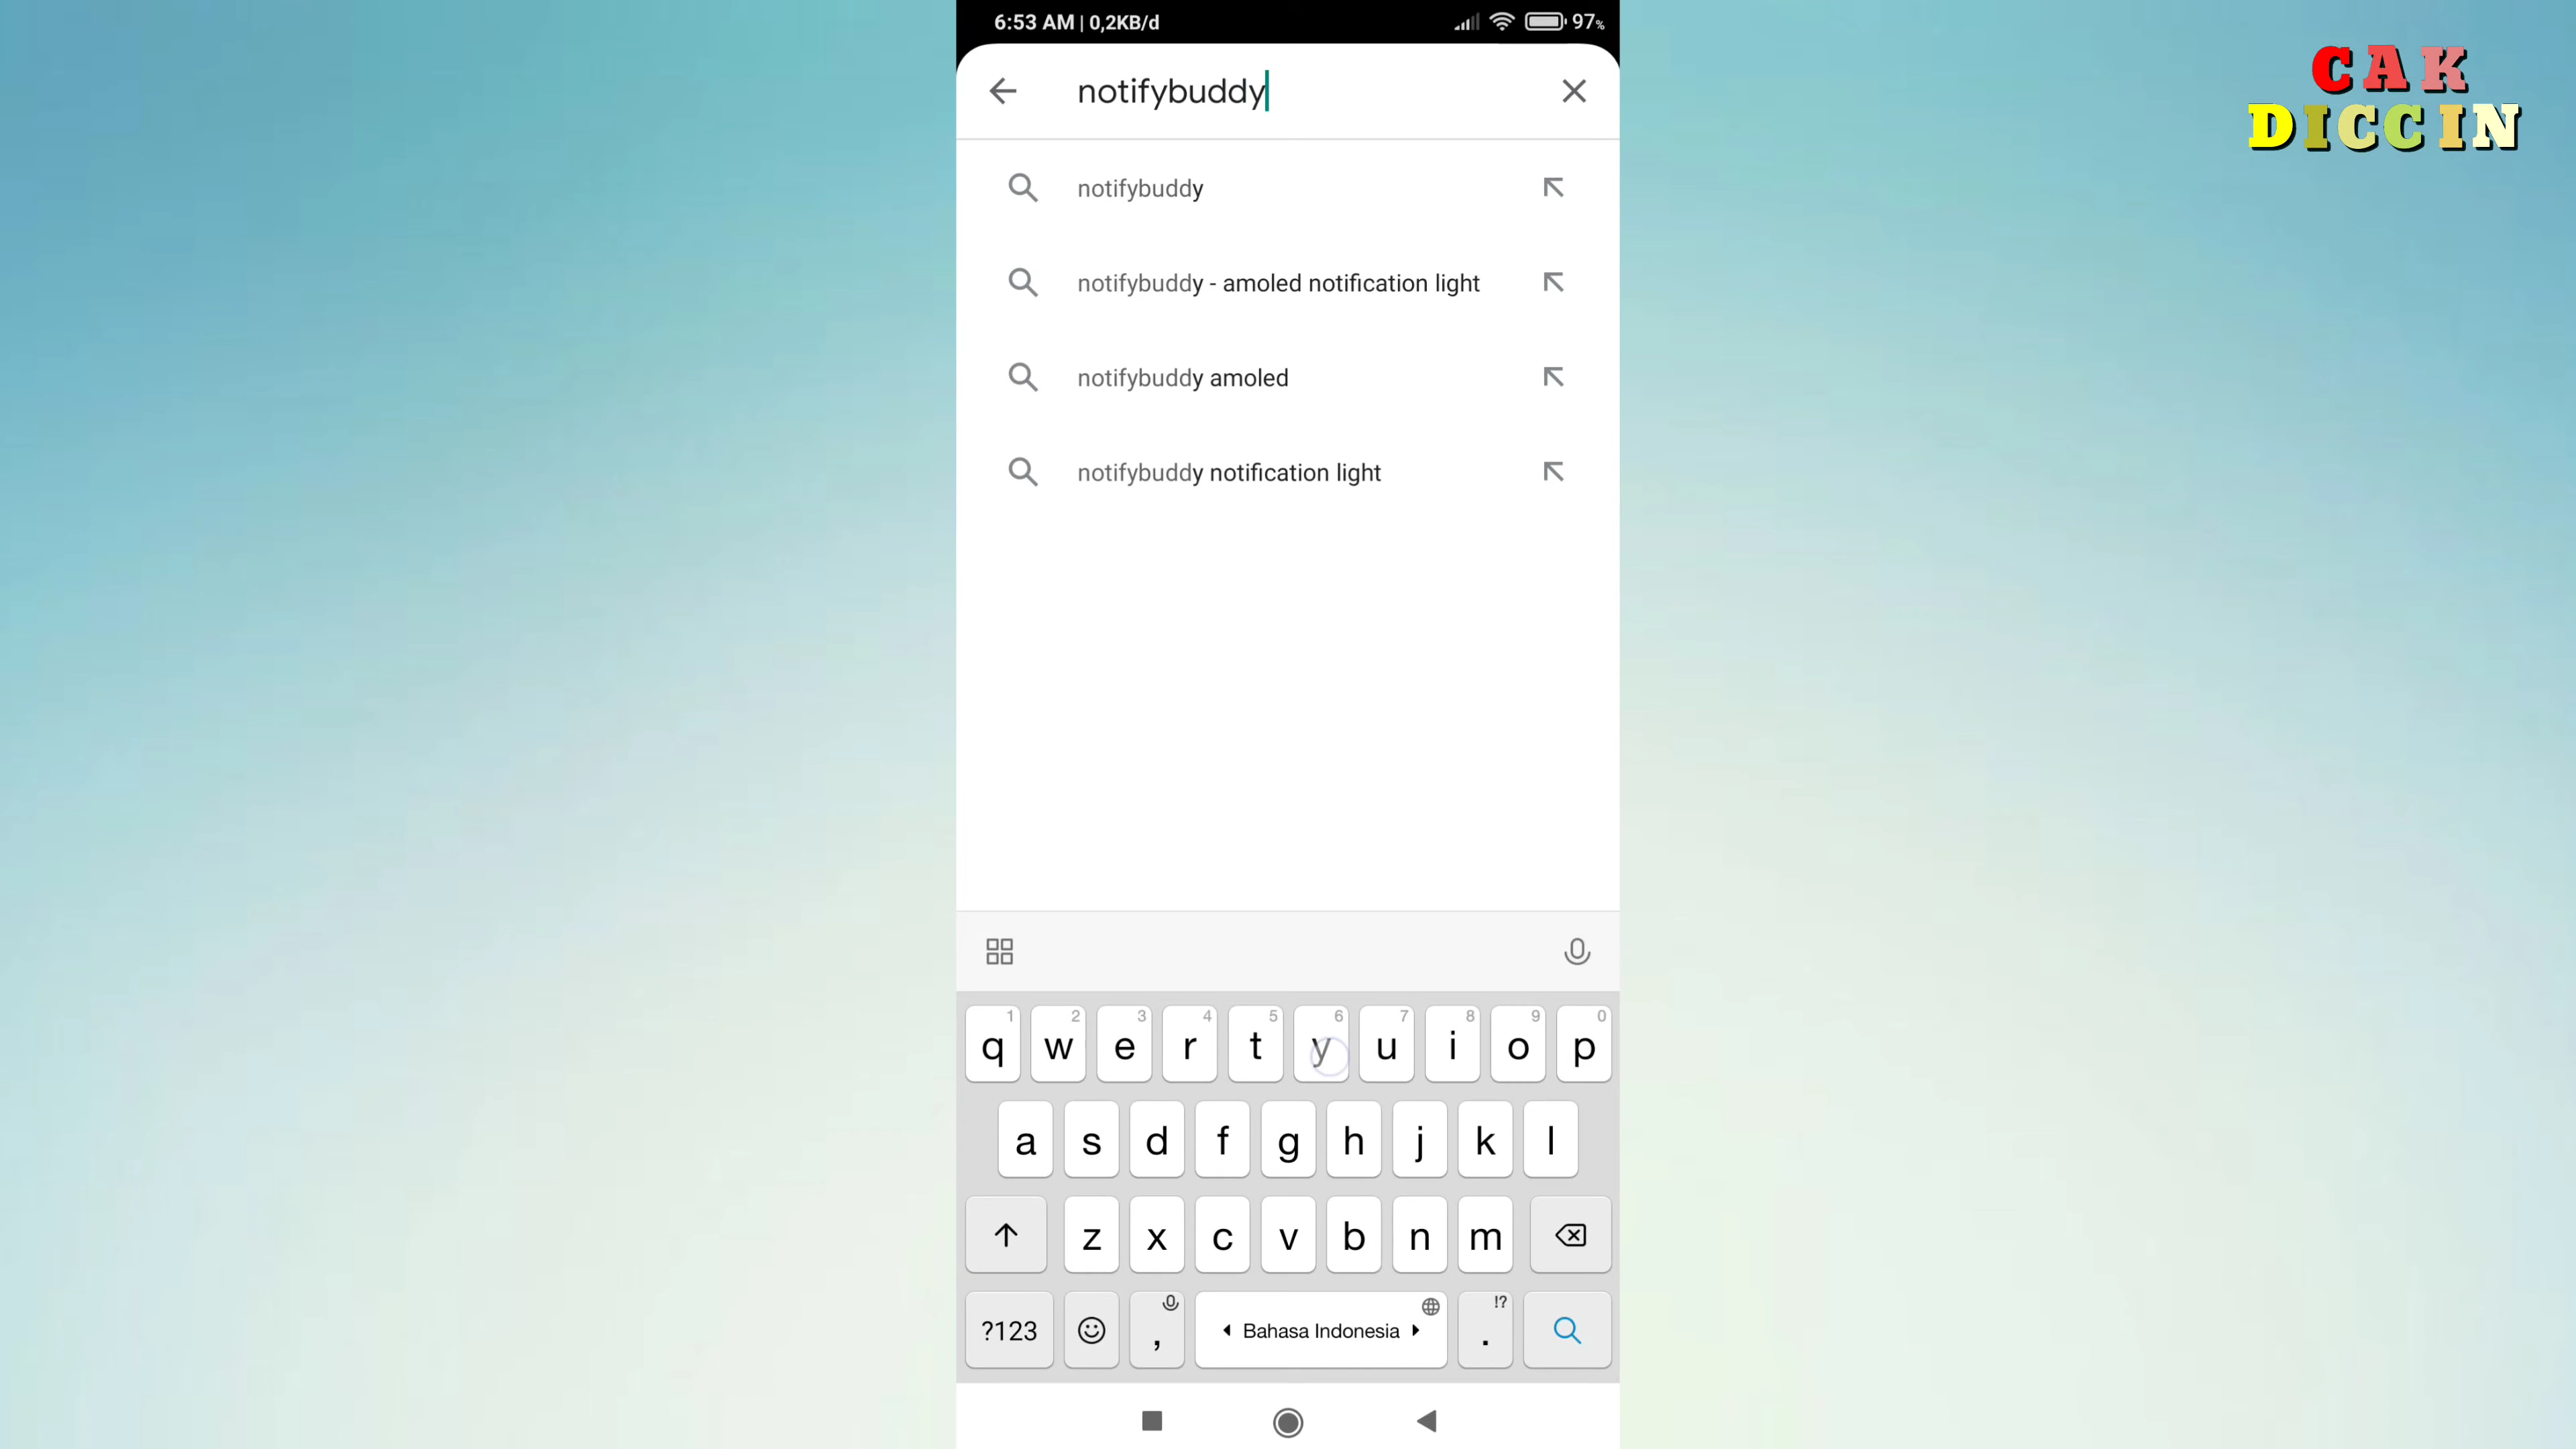 6:53 AM | 0,2KB/d
97%
CAK
DICCIN
notifybuddy
notifybuddy
notifybuddy - amoled notification light
notifybuddy amoled
notifybuddy notification light
1 2 3 4 5 6 7 8 9 0
q w e r t y u i o p
a s d f g h j k l
z x c v b n m
?123 , Bahasa Indonesia !? .